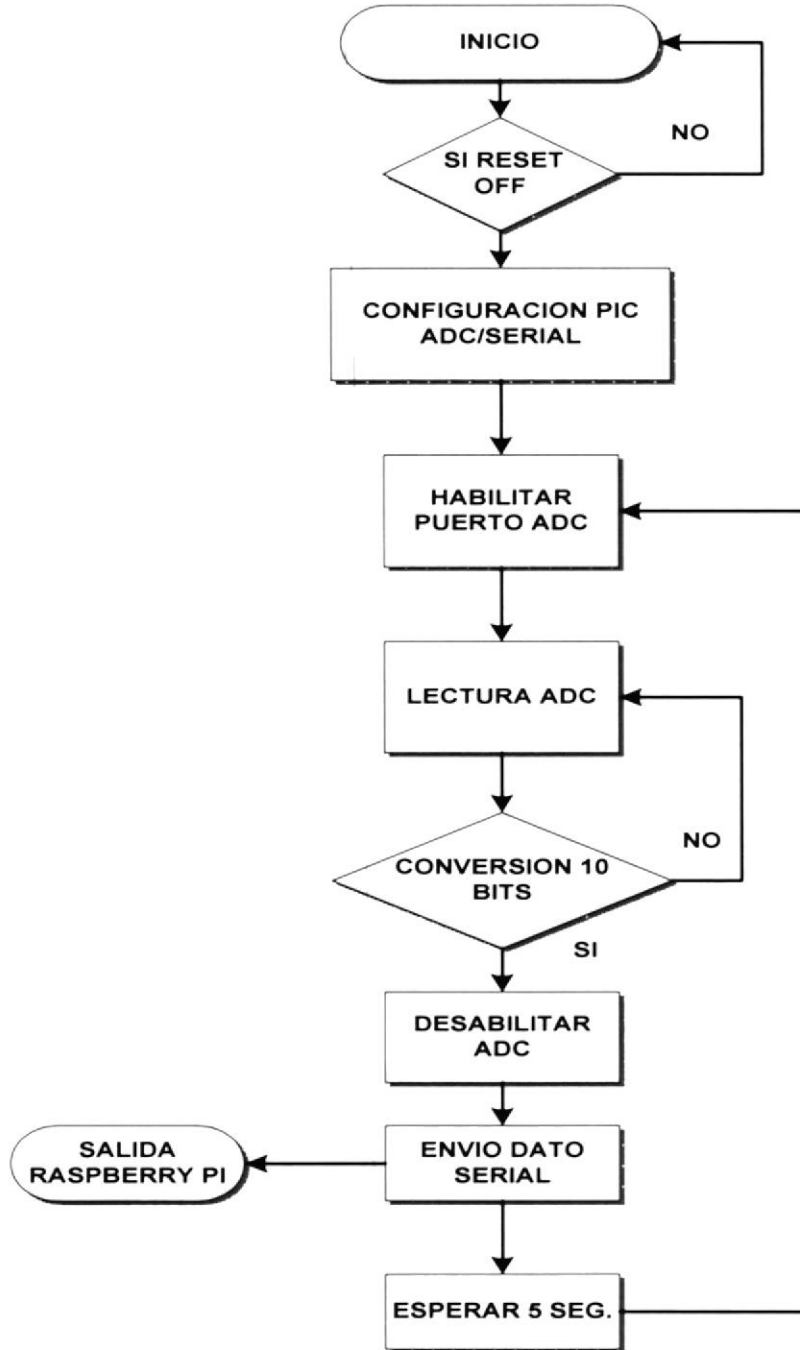 INICIO
NO
SI RESET
OFF
CONFIGURACION PIC
ADC/SERIAL
HABILITAR
PUERTO ADC
LECTURA ADC
NO
CONVERSION 10
BITS
SI
DESABILITAR
ADC
SALIDA
RASPBERRY PI
ENVIO DATO
SERIAL
ESPERAR 5 SEG.